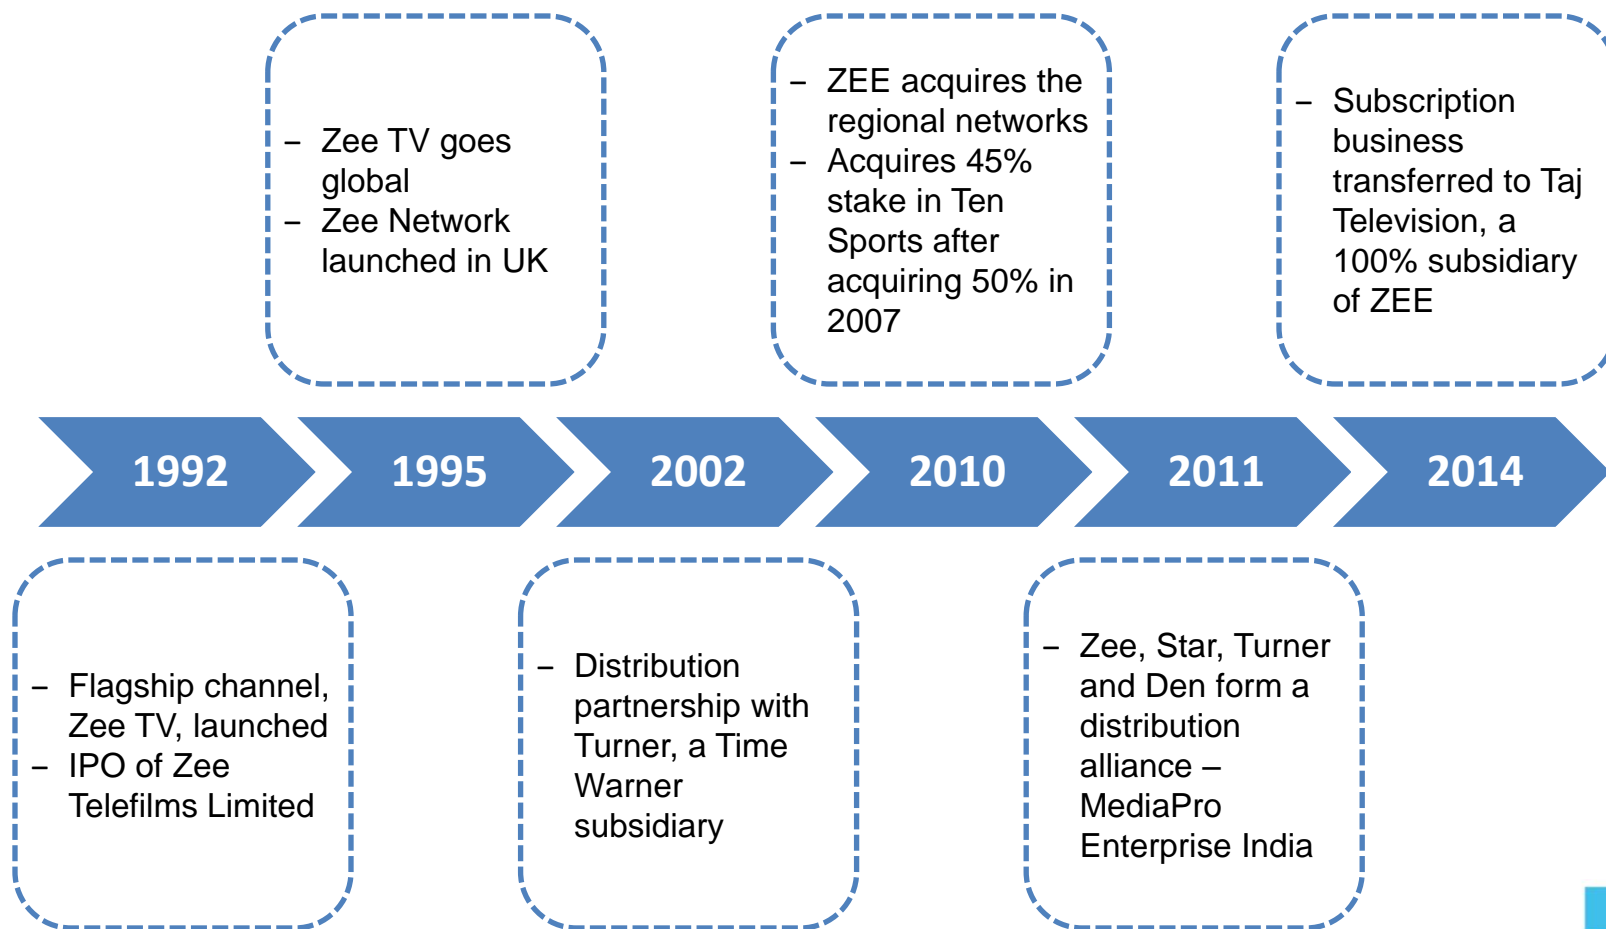 – Zee TV goes
global
– Zee Network
launched in UK
– ZEE acquires the
regional networks
– Acquires 45%
stake in Ten
Sports after
acquiring 50% in
2007
– Subscription
business
transferred to Taj
Television, a
100% subsidiary
of ZEE
1992
1995
2002
2010
2011
2014
– Flagship channel,
Zee TV, launched
– IPO of Zee
Telefilms Limited
– Distribution
partnership with
Turner, a Time
Warner
subsidiary
– Zee, Star, Turner
and Den form a
distribution
alliance –
MediaPro
Enterprise India